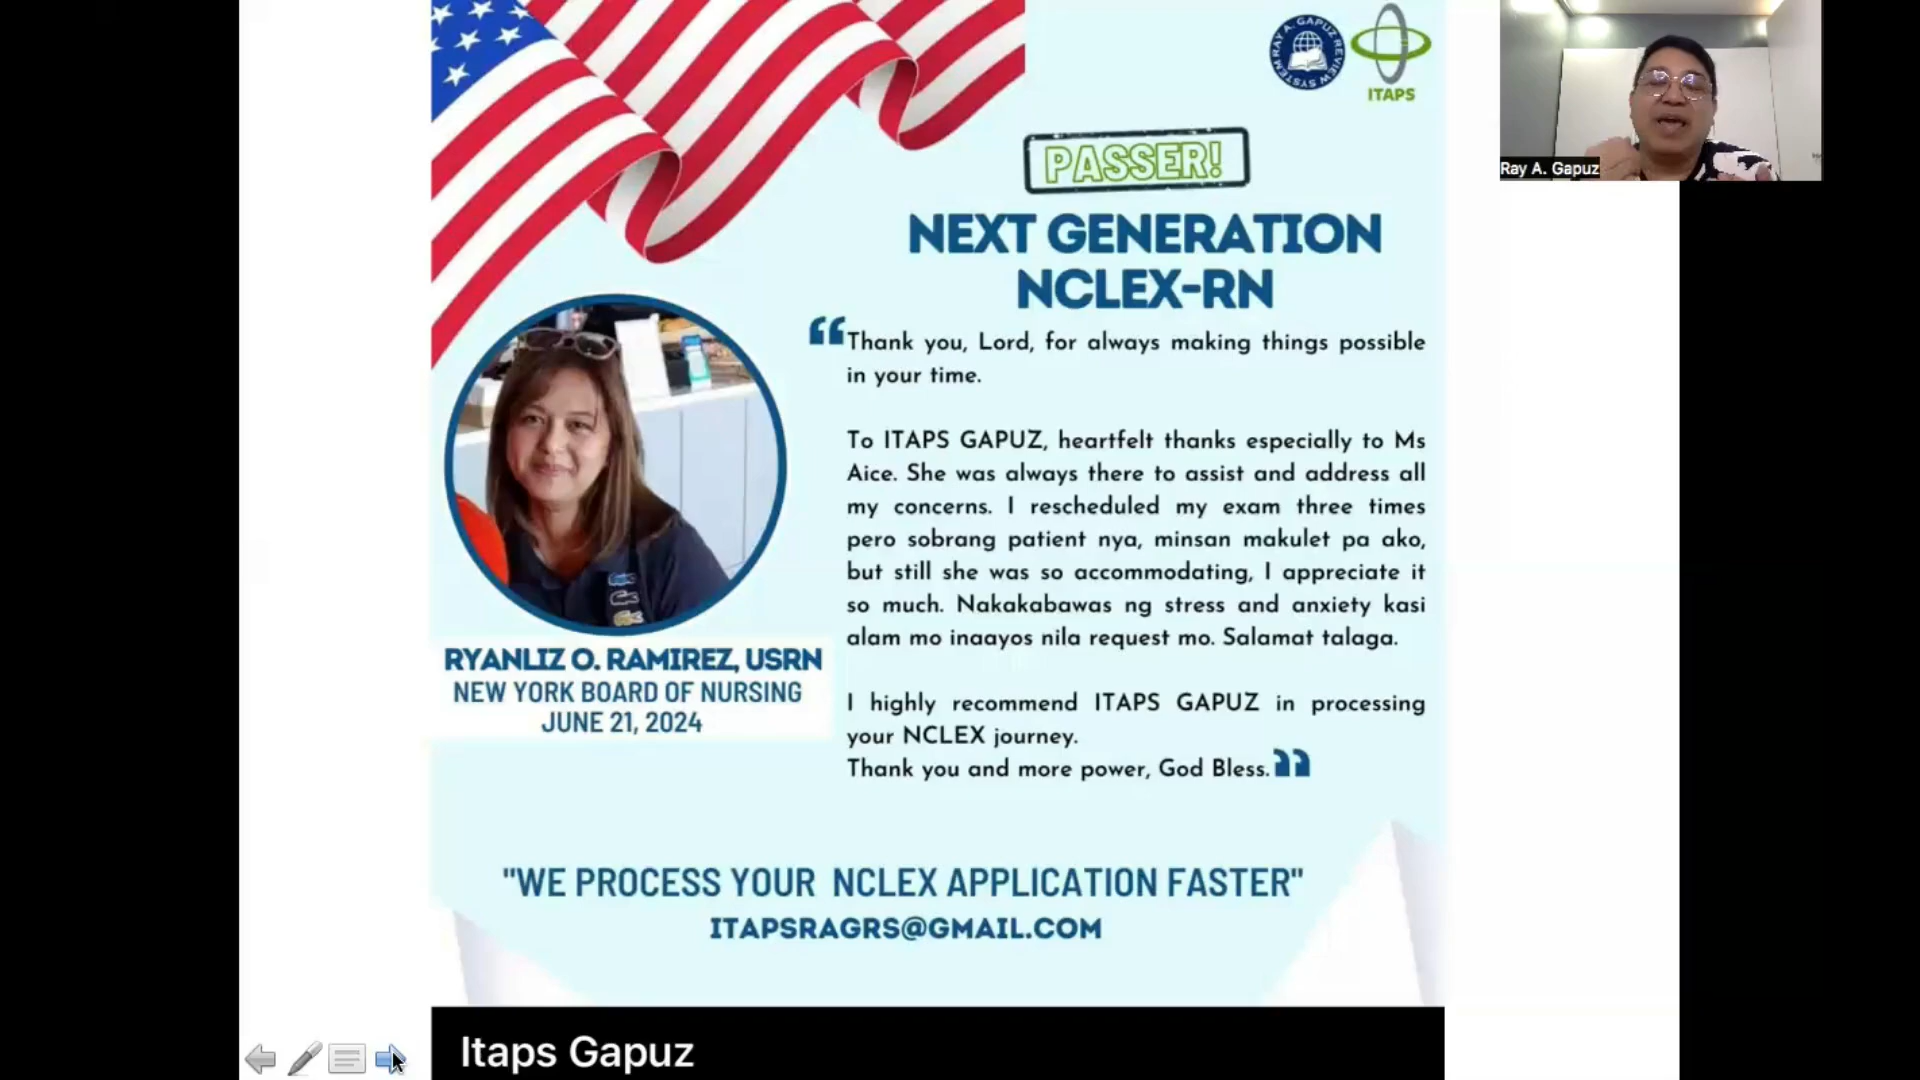 RAY A. GAPUZ REVIEW SYSTEM
ITAPS
Ray A. Gapuz
PASSER!
NEXT GENERATION
NCLEX-RN
“Thank you, Lord, for always making things possible
in your time.
To ITAPS GAPUZ, heartfelt thanks especially to Ms
Aice. She was always there to assist and address all
my concerns. I rescheduled my exam three times
pero sobrang patient nya, minsan makulet pa ako,
but still she was so accommodating, I appreciate it
so much. Nakakabawas ng stress and anxiety kasi
alam mo inaayos nila request mo. Salamat talaga.
I highly recommend ITAPS GAPUZ in processing
your NCLEX journey.
Thank you and more power, God Bless.”
RYANLIZ O. RAMIREZ, USRN
NEW YORK BOARD OF NURSING
JUNE 21, 2024
"WE PROCESS YOUR NCLEX APPLICATION FASTER"
ITAPSRAGRS@GMAIL.COM
Itaps Gapuz